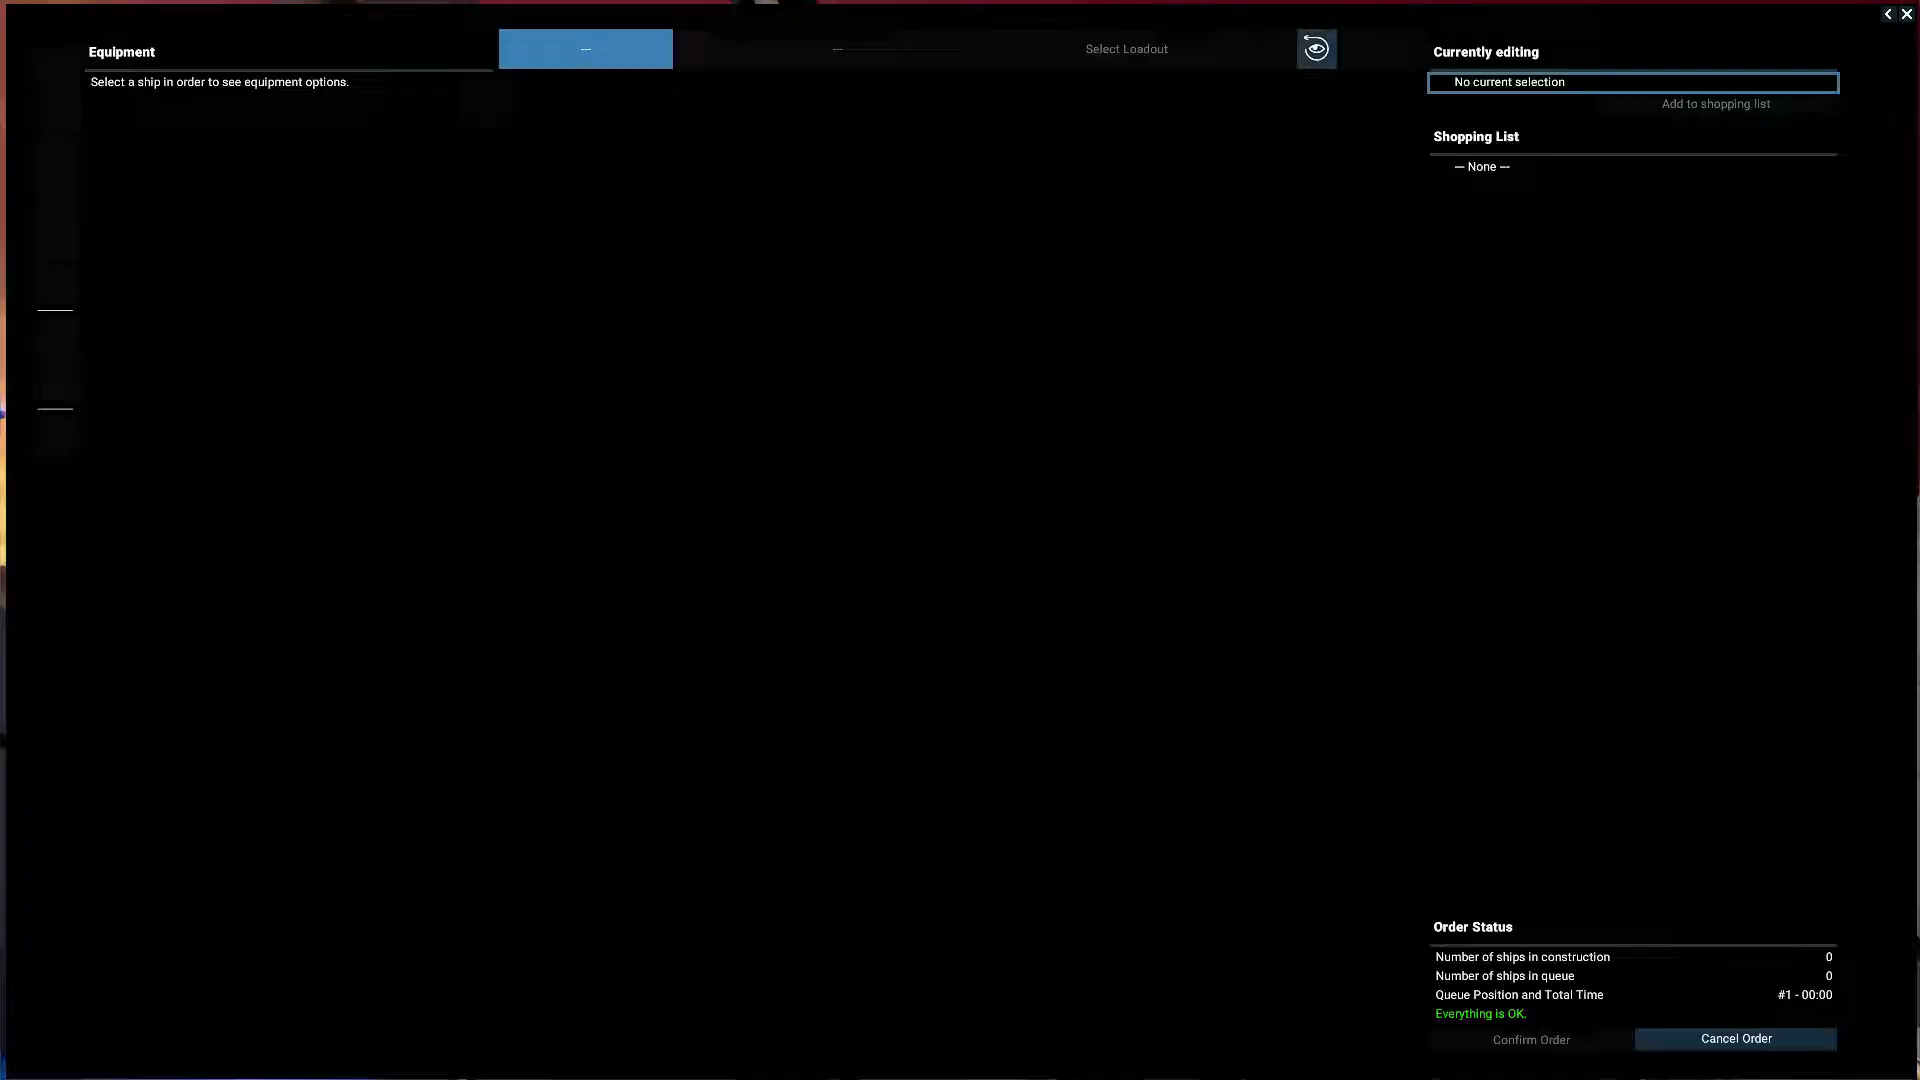 Equipment
Select a ship in order to see equipment options.
---
---
Select Loadout
Currently editing
No current selection
Add to shopping list
Shopping List
--- None ---
Order Status
Number of ships in construction 0
Number of ships in queue 0
Queue Position and Total Time #1 - 00:00
Everything is OK.
Confirm Order
Cancel Order